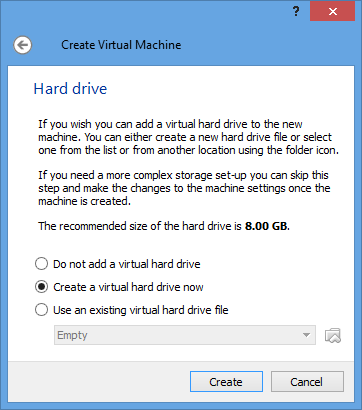 ?
Create Virtual Machine
Hard drive
If you wish you can add a virtual hard drive to the new
machine. You can either create a new hard drive file or select
one from the list or from another location using the folder icon.
If you need a more complex storage set-up you can skip this
step and make the changes to the machine settings once the
machine is created.
The recommended size of the hard drive is 8.00 GB.
Do not add a virtual hard drive
Create a virtual hard drive now
Use an existing virtual hard drive file
Empty
Create Cancel